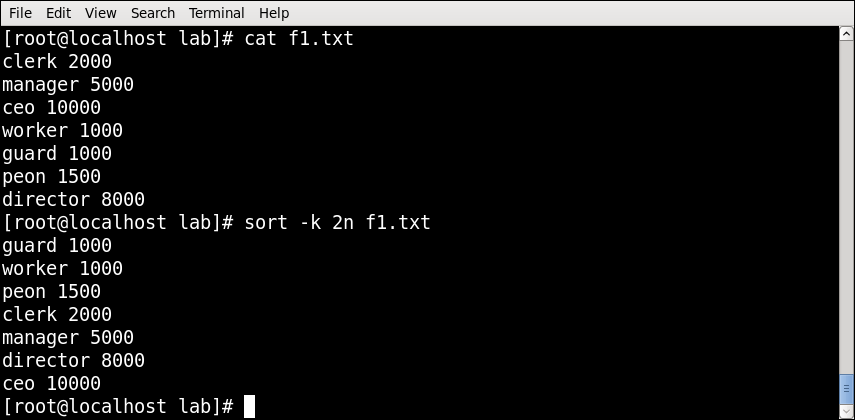 File Edit View Search Terminal Help
[root@localhost lab]# cat f1.txt
clerk 2000
manager 5000
ceo 10000
worker 1000
guard 1000
peon 1500
director 8000
[root@localhost lab]# sort -k 2n f1.txt
guard 1000
worker 1000
peon 1500
clerk 2000
manager 5000
director 8000
ceo 10000
[root@localhost lab]#